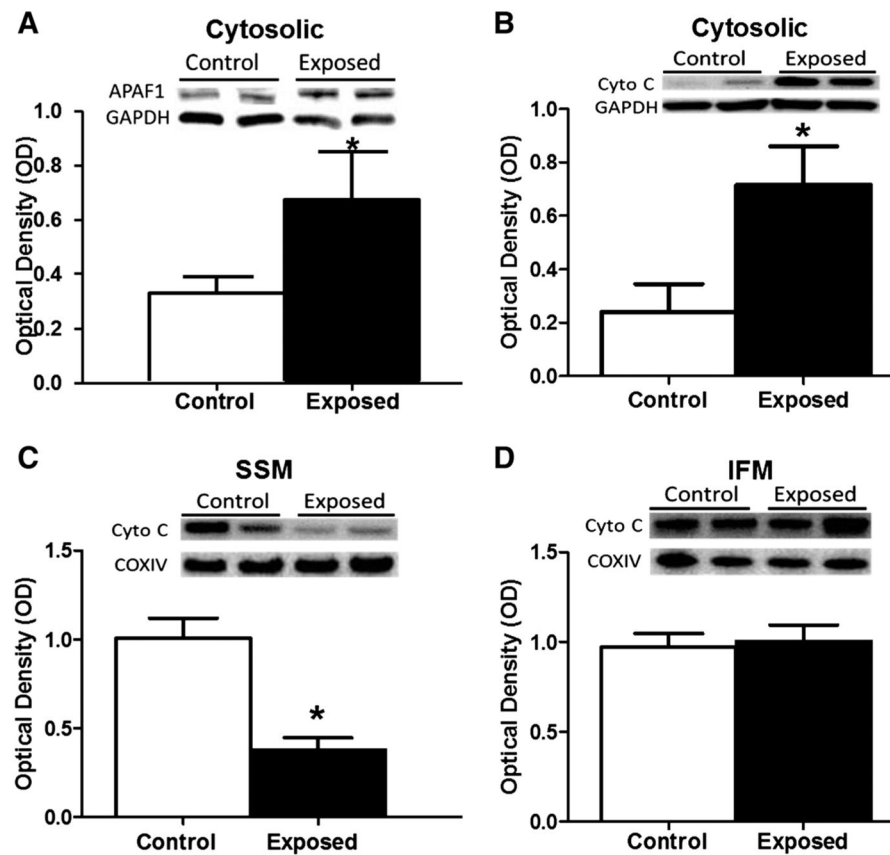 A
Cytosolic
Control Exposed
APAF1
GAPDH
Optical Density (OD)
1.0
0.8
0.6
0.4
0.2
0.0
*
Control Exposed
B
Cytosolic
Control Exposed
Cyto C
GAPDH
Optical Density (OD)
1.0
0.8
0.6
0.4
0.2
0.0
*
Control Exposed
C
SSM
Control Exposed
Cyto C
COXIV
Optical Density (OD)
1.5
1.0
0.5
0.0
*
Control Exposed
D
IFM
Control Exposed
Cyto C
COXIV
Optical Density (OD)
1.5
1.0
0.5
0.0
Control Exposed